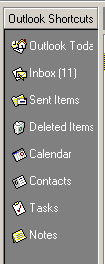 Outlook Shortcuts
Outlook Toda
Inbox (11)
Sent Items
Deleted Items
Calendar
Contacts
Tasks
Notes